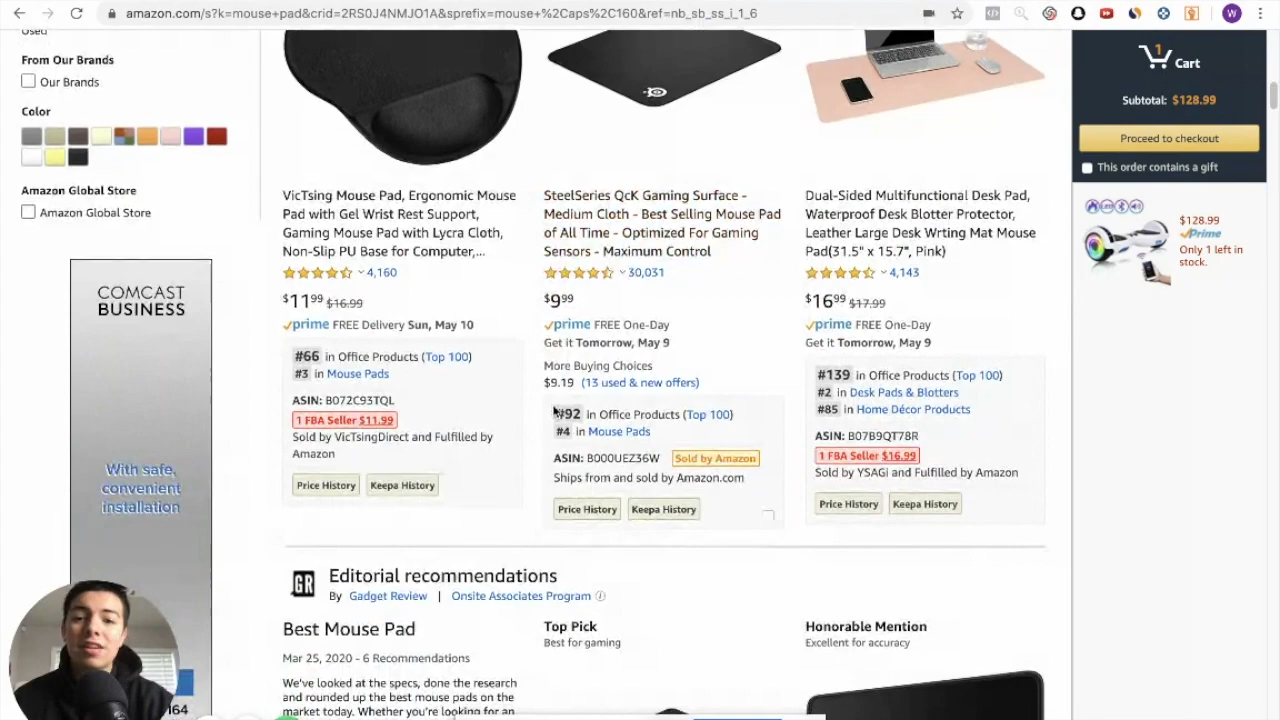 amazon.com/s?k=mouse+pad&crid=2RS0J4NMJO1A&sprefix=mouse+%2Caps%2C160&ref=nb_sb_ss_i_1_6
W
Used
From Our Brands
Our Brands
Color
Amazon Global Store
Amazon Global Store
COMCAST
BUSINESS
With safe,
convenient
installation
164
VicTsing Mouse Pad, Ergonomic Mouse
Pad with Gel Wrist Rest Support,
Gaming Mouse Pad with Lycra Cloth,
Non-Slip PU Base for Computer,...
4,160
$11⁹⁹ $16.99
prime FREE Delivery Sun, May 10
#66 in Office Products (Top 100)
#3 in Mouse Pads
ASIN: B072C93TQL
1 FBA Seller $11.99
Sold by VicTsingDirect and Fulfilled by
Amazon
Price History Keepa History
SteelSeries QcK Gaming Surface -
Medium Cloth - Best Selling Mouse Pad
of All Time - Optimized For Gaming
Sensors - Maximum Control
30,031
$9⁹⁹
prime FREE One-Day
Get it Tomorrow, May 9
More Buying Choices
$9.19 (13 used & new offers)
#92 in Office Products (Top 100)
#4 in Mouse Pads
ASIN: B000UEZ36W Sold by Amazon
Ships from and sold by Amazon.com
Price History Keepa History
Dual-Sided Multifunctional Desk Pad,
Waterproof Desk Blotter Protector,
Leather Large Desk Wrting Mat Mouse
Pad(31.5" x 15.7", Pink)
4,143
$16⁹⁹ $17.99
prime FREE One-Day
Get it Tomorrow, May 9
#139 in Office Products (Top 100)
#2 in Desk Pads & Blotters
#85 in Home Décor Products
ASIN: B07B9QT78R
1 FBA Seller $16.99
Sold by YSAGi and Fulfilled by Amazon
Price History Keepa History
GR
Editorial recommendations
By Gadget Review | Onsite Associates Program
Best Mouse Pad
Mar 25, 2020 - 6 Recommendations
We've looked at the specs, done the research
and rounded up the best mouse pads on the
market today. Whether you're looking for an
Top Pick
Best for gaming
Honorable Mention
Excellent for accuracy
1
Cart
Subtotal: $128.99
Proceed to checkout
This order contains a gift
LED
$128.99
Prime
Only 1 left in
stock.